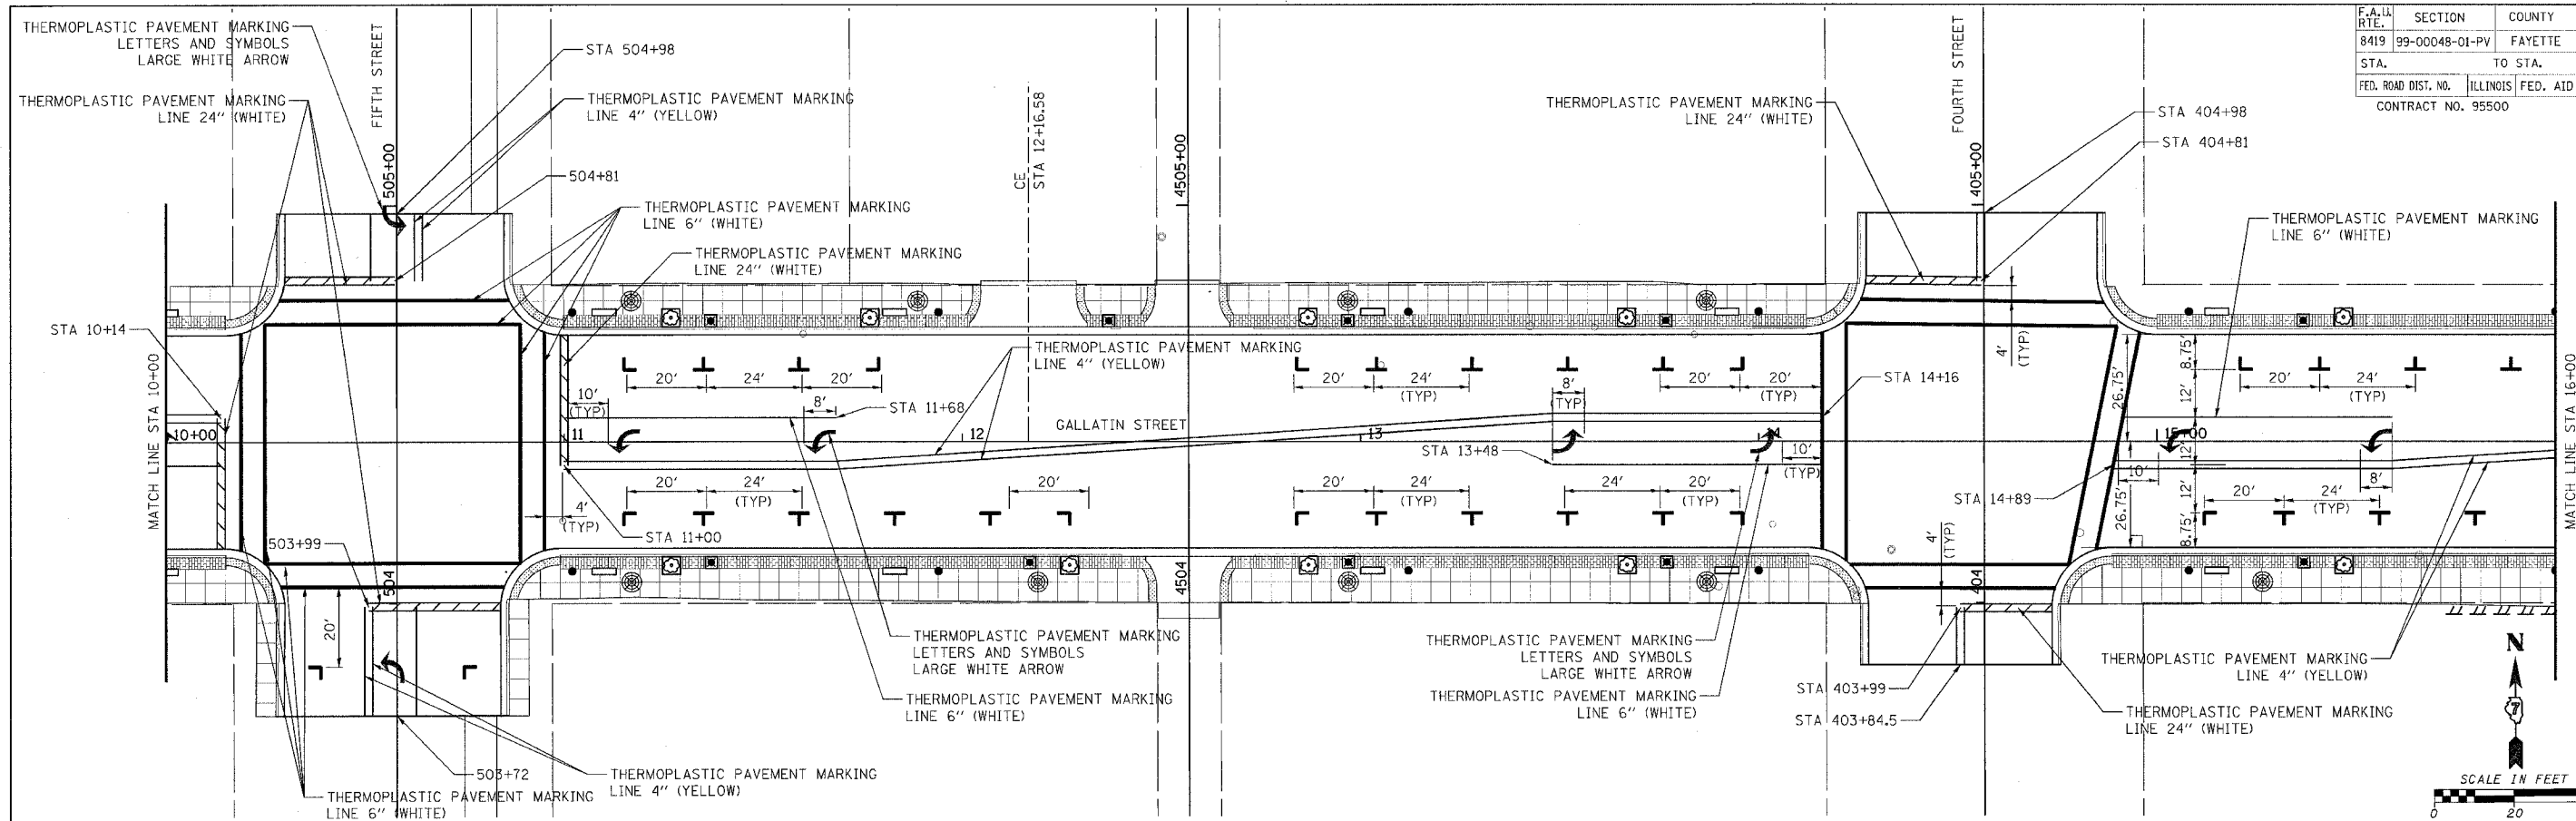 THERMOPLASTIC PAVEMENT MARKING
LETTERS AND SYMBOLS
LARGE WHITE ARROW
THERMOPLASTIC PAVEMENT MARKING
LINE 24" (WHITE)
FIFTH STREET
505+00
STA 504+98
THERMOPLASTIC PAVEMENT MARKING
LINE 4" (YELLOW)
504+81
THERMOPLASTIC PAVEMENT MARKING
LINE 6" (WHITE)
THERMOPLASTIC PAVEMENT MARKING
LINE 24" (WHITE)
CE
STA 12+16.58
4505+00
THERMOPLASTIC PAVEMENT MARKING
LINE 24" (WHITE)
FOURTH STREET
405+00
STA 404+98
STA 404+81
F.A.U. RTE. SECTION COUNTY
8419 99-00048-01-PV FAYETTE
STA. TO STA.
FED. ROAD DIST. NO. ILLINOIS FED. AID
CONTRACT NO. 95500
THERMOPLASTIC PAVEMENT MARKING
LINE 6" (WHITE)
STA 10+14
MATCH LINE STA 10+00
10+00
THERMOPLASTIC PAVEMENT MARKING
LINE 4" (YELLOW)
20' 24' 20'
10'
(TYP)
8'
STA 11+68
11
12
GALLATIN STREET
13
14
20' 24'
(TYP)
8'
(TYP)
20' 20'
(TYP)
STA 14+16
STA 13+48
10'
(TYP)
4'
(TYP)
26.75'
8.75'
12'
12'
12'
8.75'
26.75'
15+00
20' 24'
(TYP)
10'
8'
STA 14+89
20' 24'
(TYP)
MATCH LINE STA 16+00
20' 24'
(TYP)
20'
4'
(TYP)
STA 11+00
20' 24'
(TYP)
24' 20'
(TYP)
4'
(TYP)
503+99
504
20'
4504
404
THERMOPLASTIC PAVEMENT MARKING
LETTERS AND SYMBOLS
LARGE WHITE ARROW
THERMOPLASTIC PAVEMENT MARKING
LINE 6" (WHITE)
THERMOPLASTIC PAVEMENT MARKING
LETTERS AND SYMBOLS
LARGE WHITE ARROW
THERMOPLASTIC PAVEMENT MARKING
LINE 6" (WHITE)
STA 403+99
STA 403+84.5
THERMOPLASTIC PAVEMENT MARKING
LINE 4" (YELLOW)
THERMOPLASTIC PAVEMENT MARKING
LINE 24" (WHITE)
503+72
THERMOPLASTIC PAVEMENT MARKING
LINE 4" (YELLOW)
THERMOPLASTIC PAVEMENT MARKING
LINE 6" (WHITE)
N
7
SCALE IN FEET
0 20